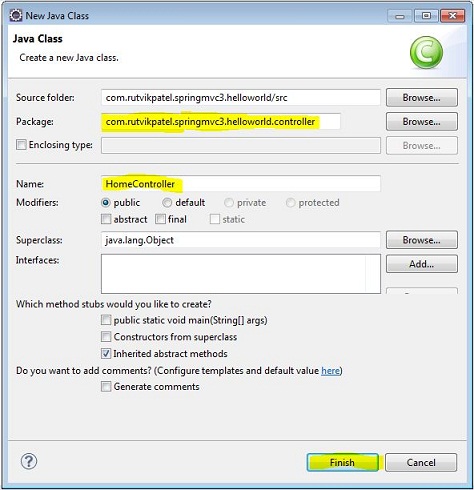 New Java Class
Java Class
Create a new Java class.
C
Source folder: com.rutvikpatel.springmvc3.helloworld/src Browse...
Package: com.rutvikpatel.springmvc3.helloworld.controller Browse...
Enclosing type: Browse...
Name: HomeController
Modifiers: public default private protected
abstract final static
Superclass: java.lang.Object Browse...
Interfaces: Add...
Which method stubs would you like to create?
public static void main(String[] args)
Constructors from superclass
Inherited abstract methods
Do you want to add comments? (Configure templates and default value here)
Generate comments
? Finish Cancel